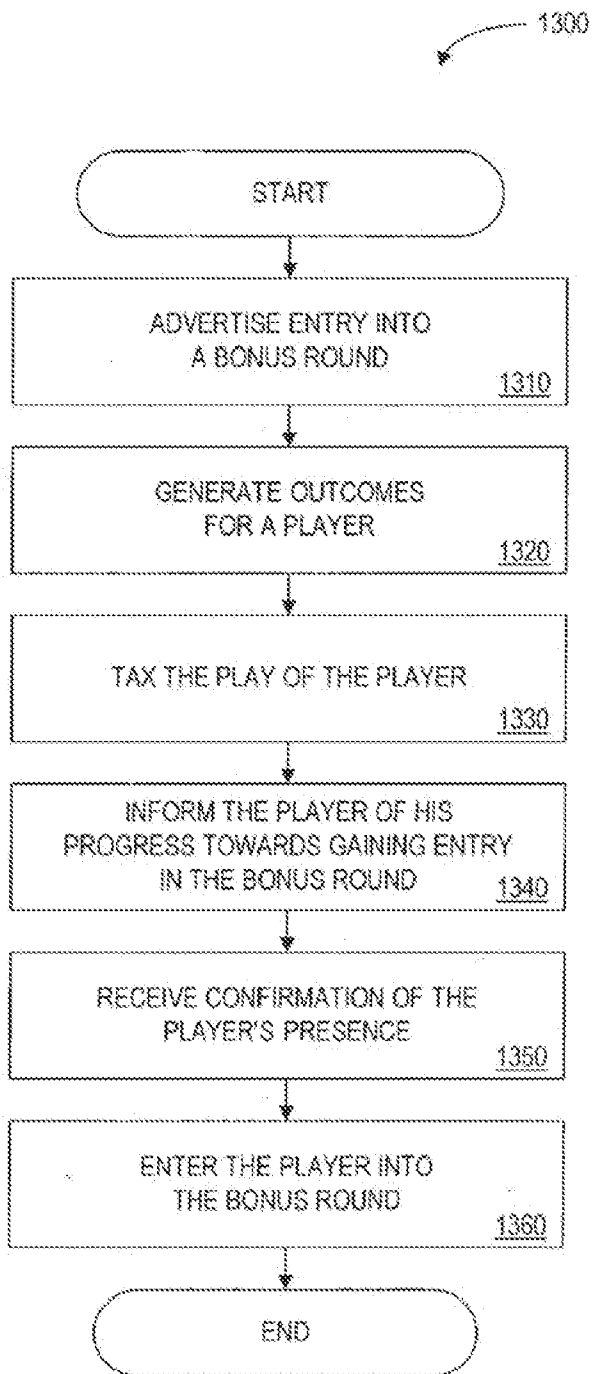 1300
START
ADVERTISE ENTRY INTO
A BONUS ROUND
1310
GENERATE OUTCOMES
FOR A PLAYER
1320
TAX THE PLAY OF THE PLAYER
1330
INFORM THE PLAYER OF HIS
PROGRESS TOWARDS GAINING ENTRY
IN THE BONUS ROUND
1340
RECEIVE CONFIRMATION OF THE
PLAYER'S PRESENCE
1350
ENTER THE PLAYER INTO
THE BONUS ROUND
1360
END